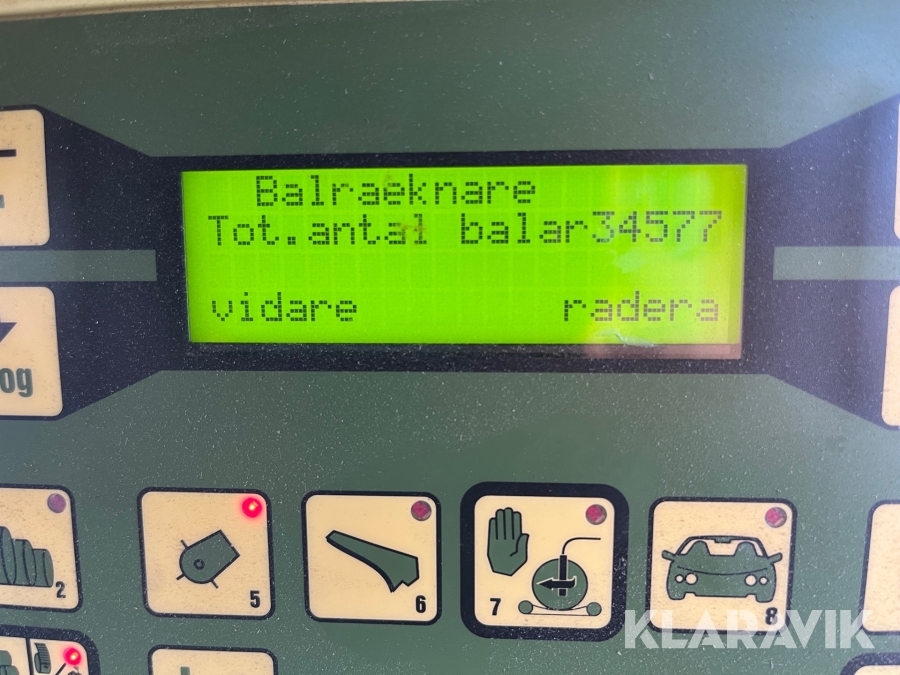 Balraeknare
Tot.antal balar34577
vidare radera
og
2
5
6
7
8
KLARAVIK